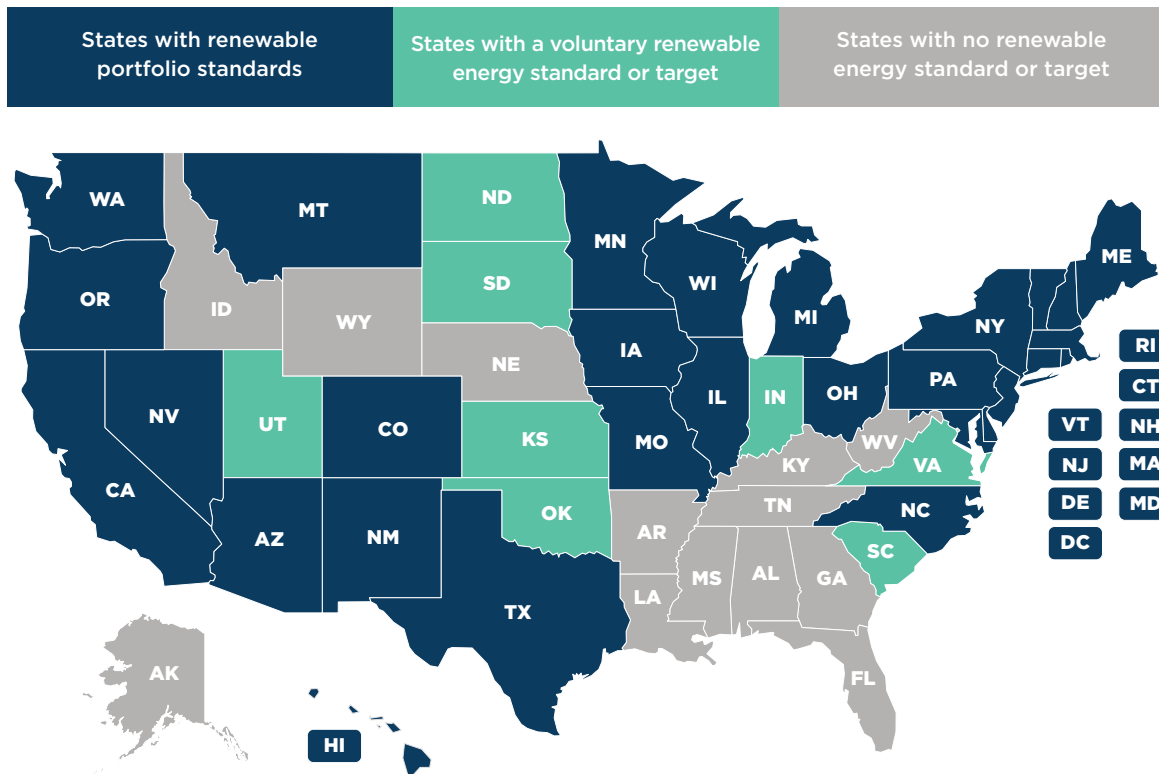 States with renewable
portfolio standards
States with a voluntary renewable
energy standard or target
States with no renewable
energy standard or target
WA
MT
ND
MN
ME
OR
ID
WY
SD
WI
MI
NY
NE
IA
RI
PA
CT
NV
UT
CO
KS
MO
IL
IN
OH
WV
VT
NH
KY
VA
NJ
MA
CA
AZ
NM
OK
AR
TN
NC
DE
MD
DC
SC
TX
LA
MS
AL
GA
AK
FL
HI